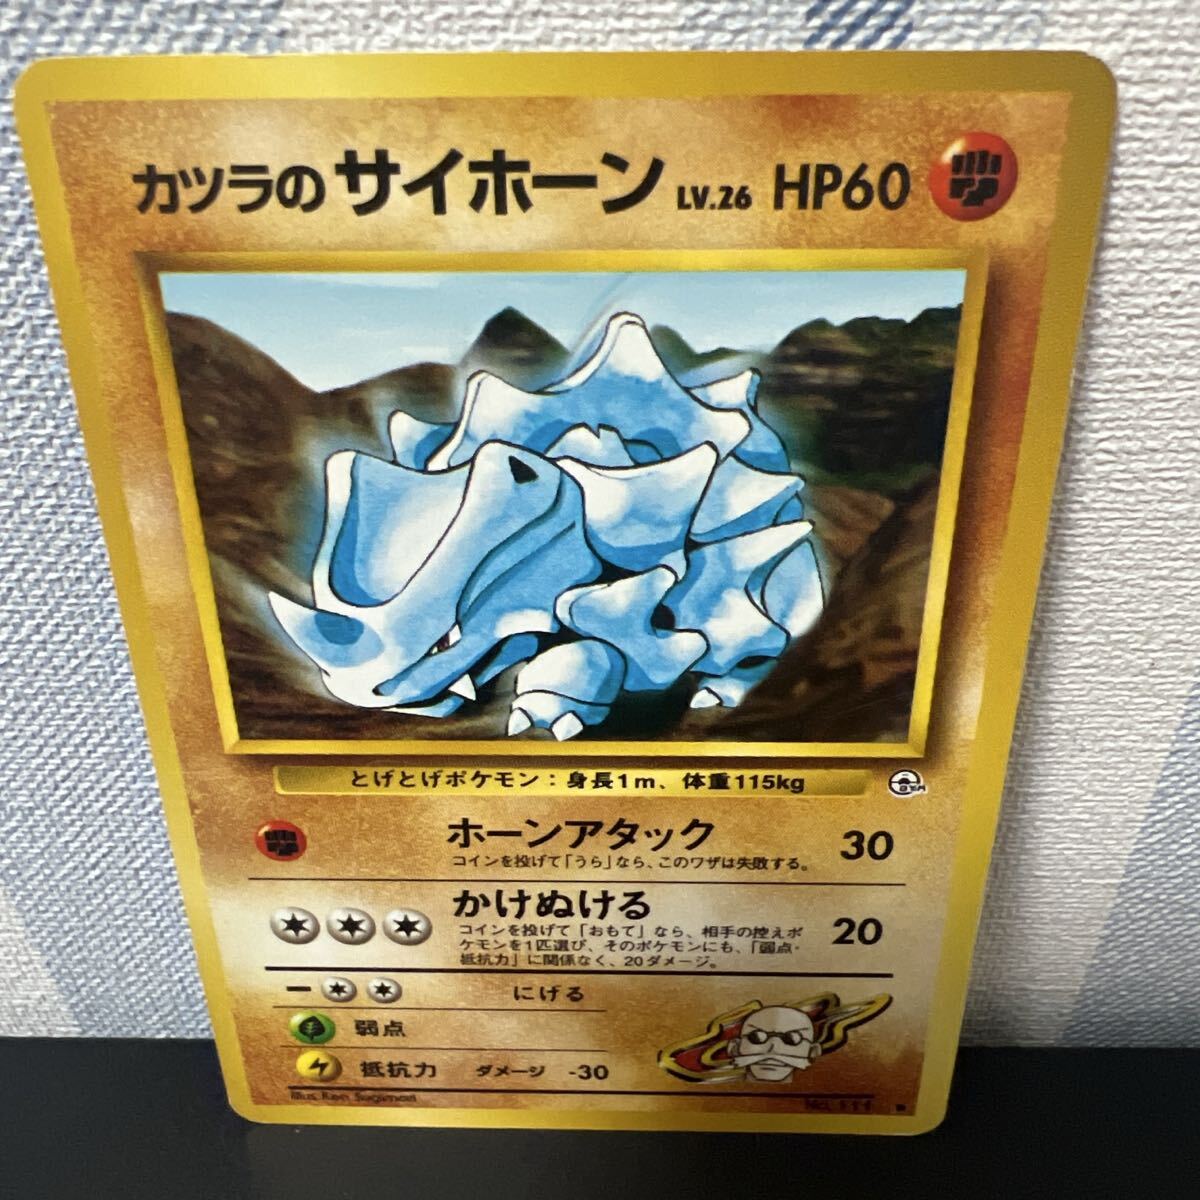 カツラの サイホーン LV.26 HP60
とげとげポケモン：身長1m、体重115kg
GYM
ホーンアタック 30
コインを投げて「うら」なら、このワザは失敗する。
かけぬける 20
コインを投げて「おもて」なら、相手の控えポ
ケモンを1匹選び、そのポケモンにも、「弱点・
抵抗力」に関係なく、20ダメージ。
にげる
弱点
抵抗力 ダメージ -30
Illus. Ken Sugimori
No. 111 ●